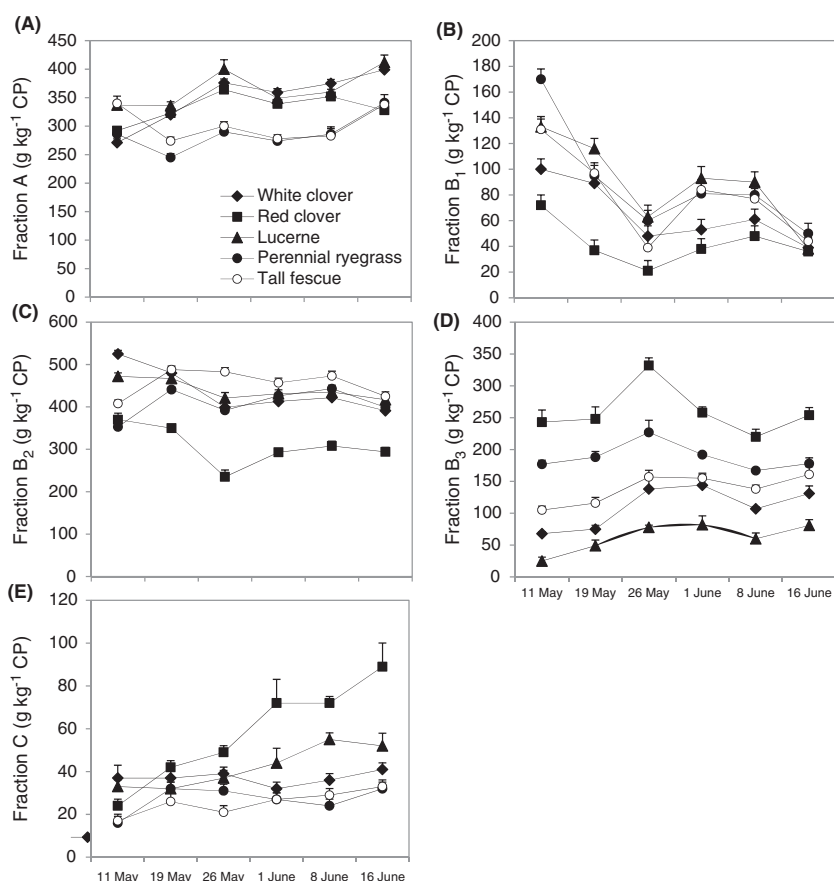 (A)
450
400
350
300
250
200
150
100
50
0
Fraction A (g kg⁻¹ CP)
White clover
Red clover
Lucerne
Perennial ryegrass
Tall fescue
(B)
200
180
160
140
120
100
80
60
40
20
0
Fraction B₁ (g kg⁻¹ CP)
(C)
600
500
400
300
200
100
0
Fraction B₂ (g kg⁻¹ CP)
(D)
400
350
300
250
200
150
100
50
0
Fraction B₃ (g kg⁻¹ CP)
11 May 19 May 26 May 1 June 8 June 16 June
(E)
120
100
80
60
40
20
0
Fraction C (g kg⁻¹ CP)
11 May 19 May 26 May 1 June 8 June 16 June